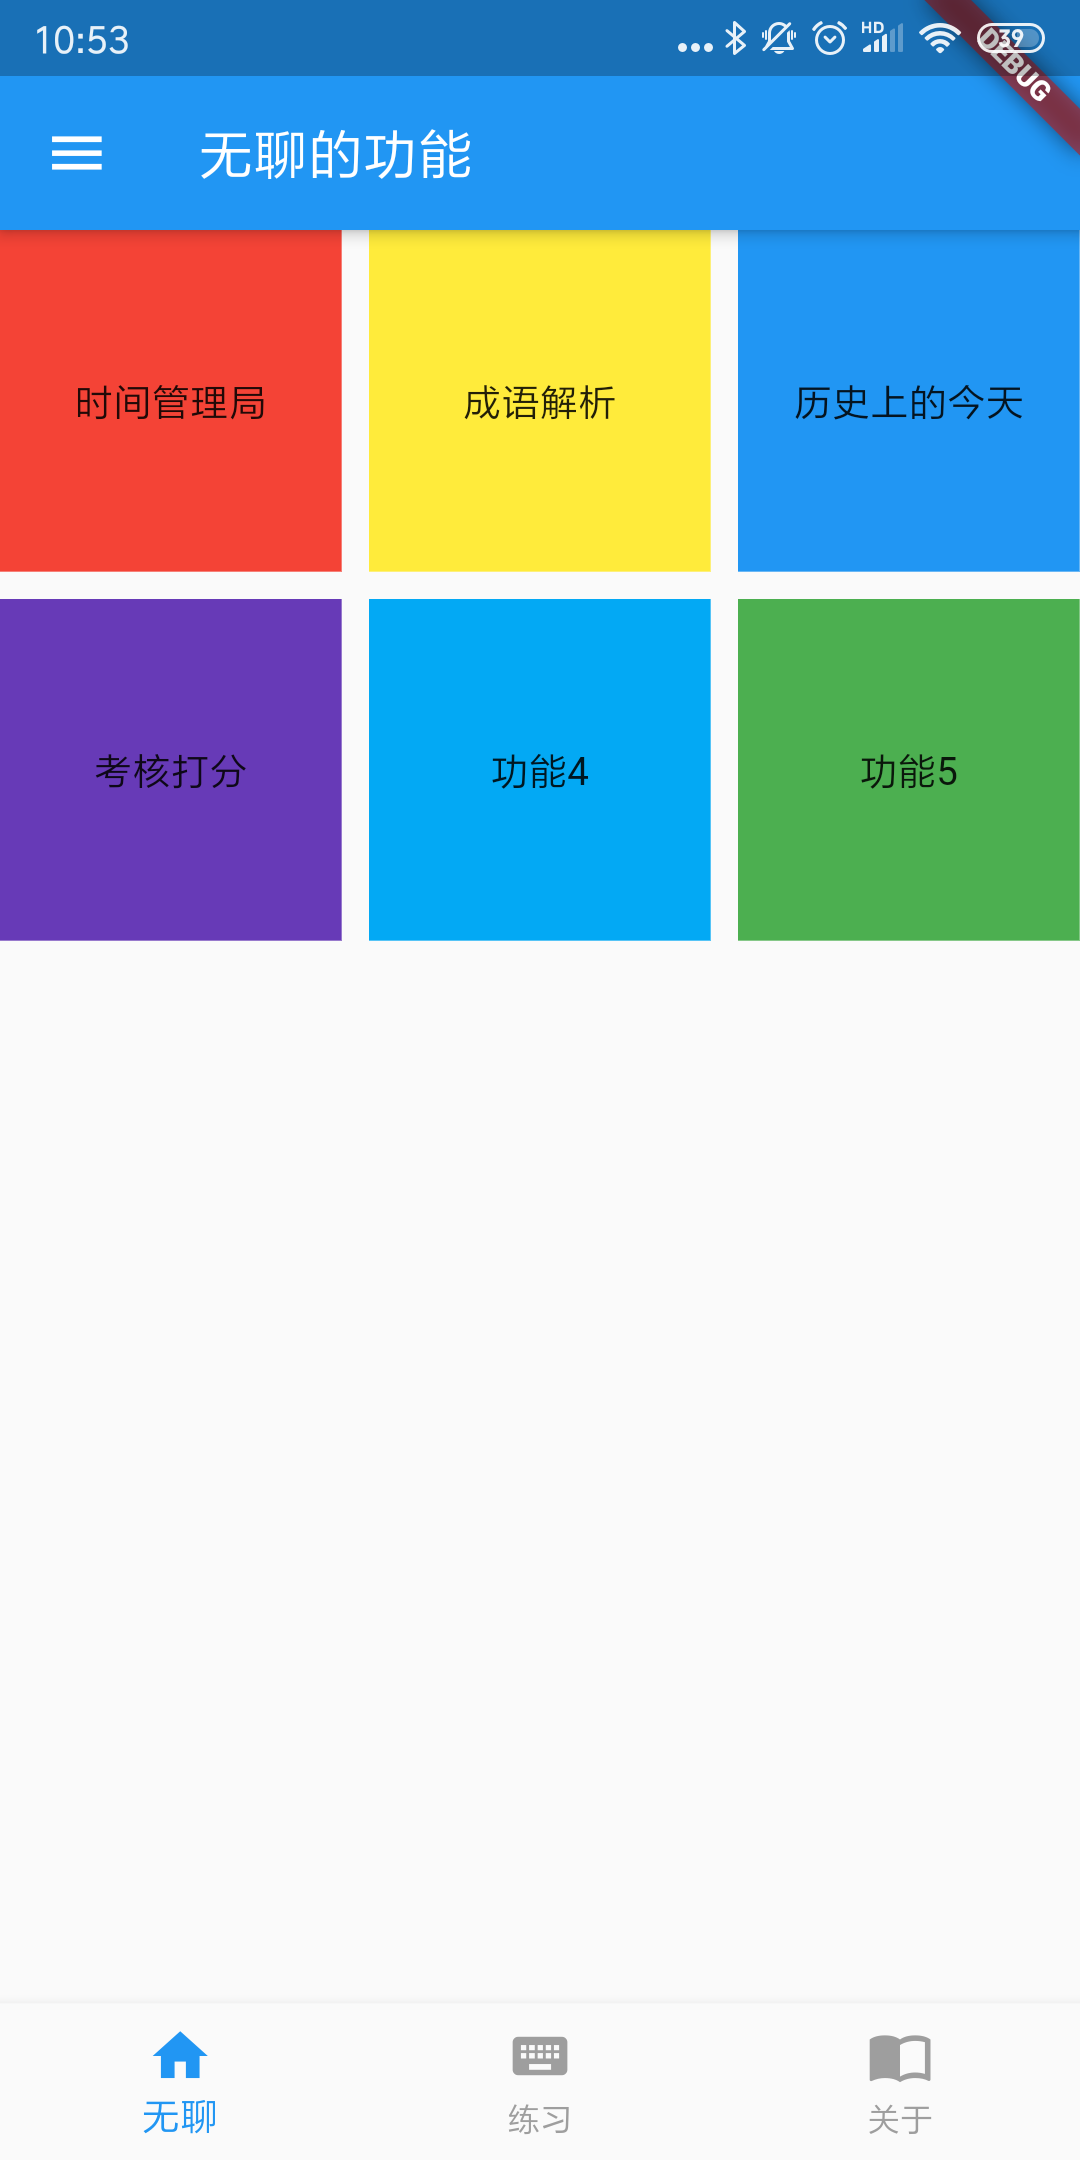 10:53
HD
39
DEBUG
无聊的功能
时间管理局
成语解析
历史上的今天
考核打分
功能4
功能5
无聊
练习
关于